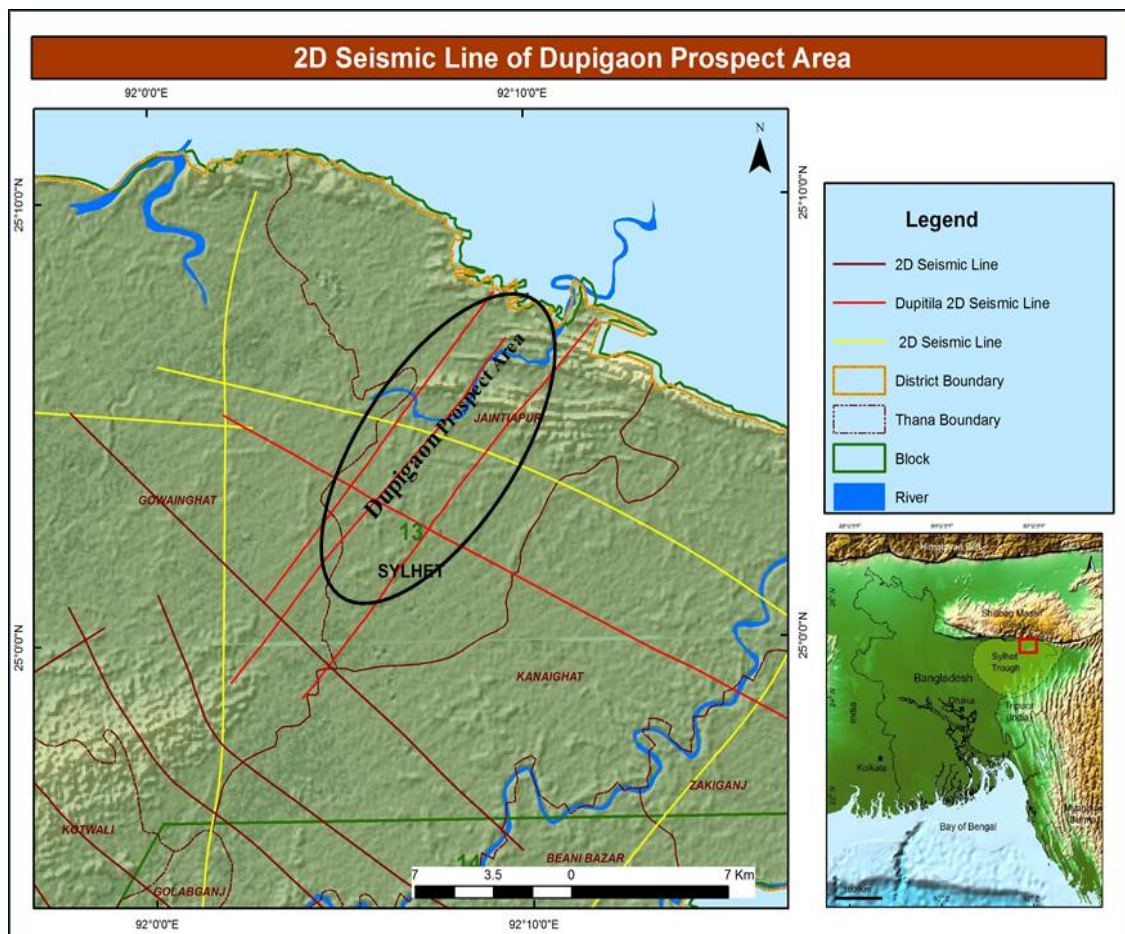 2D Seismic Line of Dupigaon Prospect Area
92°0'0"E
92°10'0"E
N
25°10'0"N
25°10'0"N
Dupigaon Prospect Area
JAINTIAPUR
GOWAINGHAT
13
SYLHET
25°0'0"N
25°0'0"N
KANAIGHAT
ZAKIGANJ
KOTWALI
14
BEANI BAZAR
GOLABGANJ
7 3.5 0 7 Km
92°0'0"E
92°10'0"E
Legend
2D Seismic Line
Dupitila 2D Seismic Line
2D Seismic Line
District Boundary
Thana Boundary
Block
River
Shillong Massif
Sylhet
Trough
Bangladesh
Dhaka
Tripura
(India)
India
Kolkata
Bay of Bengal
100 Km